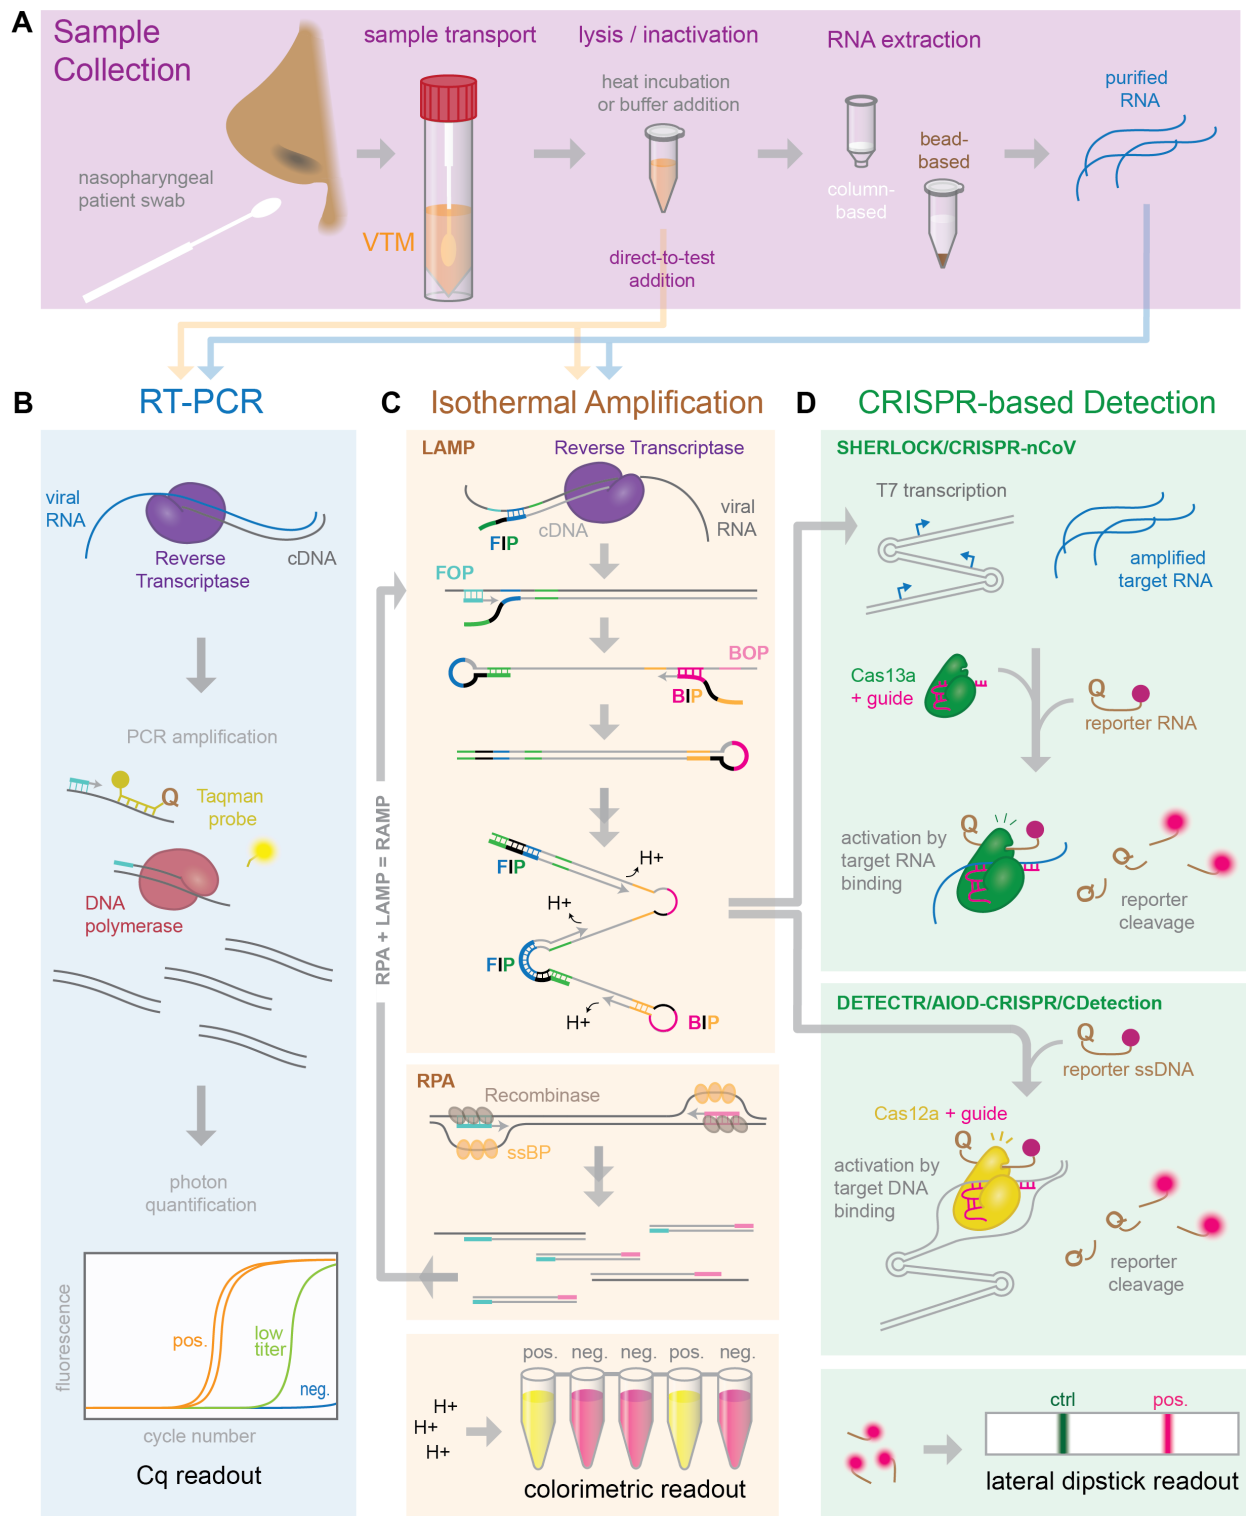 A
Sample
Collection
sample transport
lysis / inactivation
RNA extraction
heat incubation
or buffer addition
purified
RNA
bead-
based
nasopharyngeal
patient swab
column-
based
VTM
direct-to-test
addition
B
RT-PCR
viral
RNA
Reverse
Transcriptase
cDNA
PCR amplification
Q
Taqman
probe
DNA
polymerase
photon
quantification
fluorescence
pos.
low
titer
neg.
cycle number
Cq readout
C
Isothermal Amplification
LAMP
Reverse Transcriptase
cDNA
viral
RNA
FIP
FOP
BOP
BIP
RPA + LAMP = RAMP
FIP
H+
H+
FIP
H+
BIP
RPA
Recombinase
ssBP
pos.
neg.
neg.
pos.
neg.
H+
H+
H+
colorimetric readout
D
CRISPR-based Detection
SHERLOCK/CRISPR-nCoV
T7 transcription
amplified
target RNA
Cas13a
+ guide
Q
reporter RNA
activation by
target RNA
binding
Q
Q
Q
reporter
cleavage
DETECTR/AIOD-CRISPR/CDetection
Q
reporter ssDNA
Cas12a + guide
Q
activation by
target DNA
binding
Q
Q
reporter
cleavage
ctrl
pos.
lateral dipstick readout